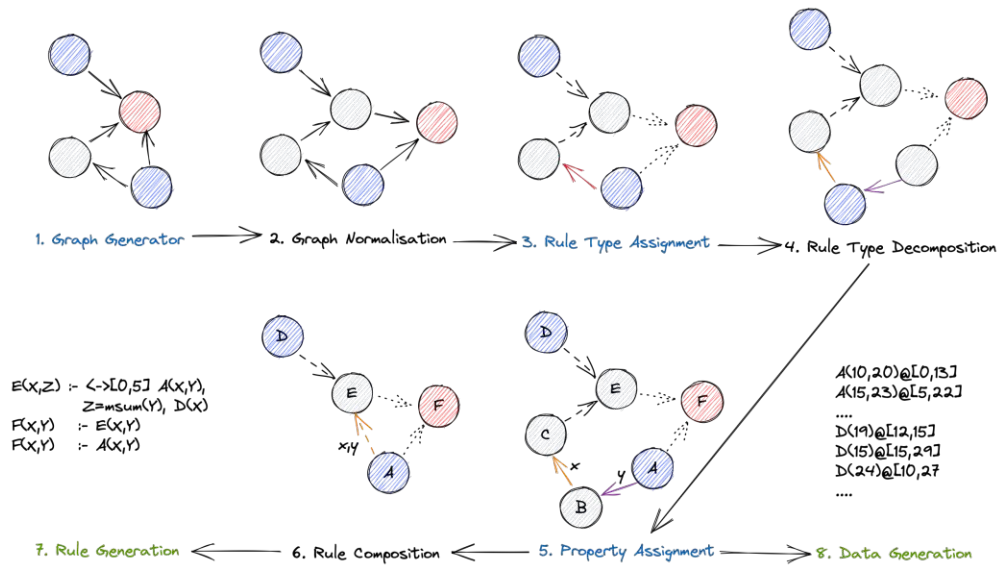 1. Graph Generator
2. Graph Normalisation
3. Rule Type Assignment
4. Rule Type Decomposition
E(X,Z) :- <->[0,5] A(X,Y),
Z=msum(Y), D(X)
F(X,Y) :- E(X,Y)
F(X,Y) :- A(X,Y)
D
E
F
x,y
A
D
E
F
C
x
y
A
B
A(10,20)@[0,13]
A(15,23)@[5,22]
....
D(19)@[12,15]
D(15)@[15,29]
D(24)@[10,27
....
7. Rule Generation
6. Rule Composition
5. Property Assignment
8. Data Generation